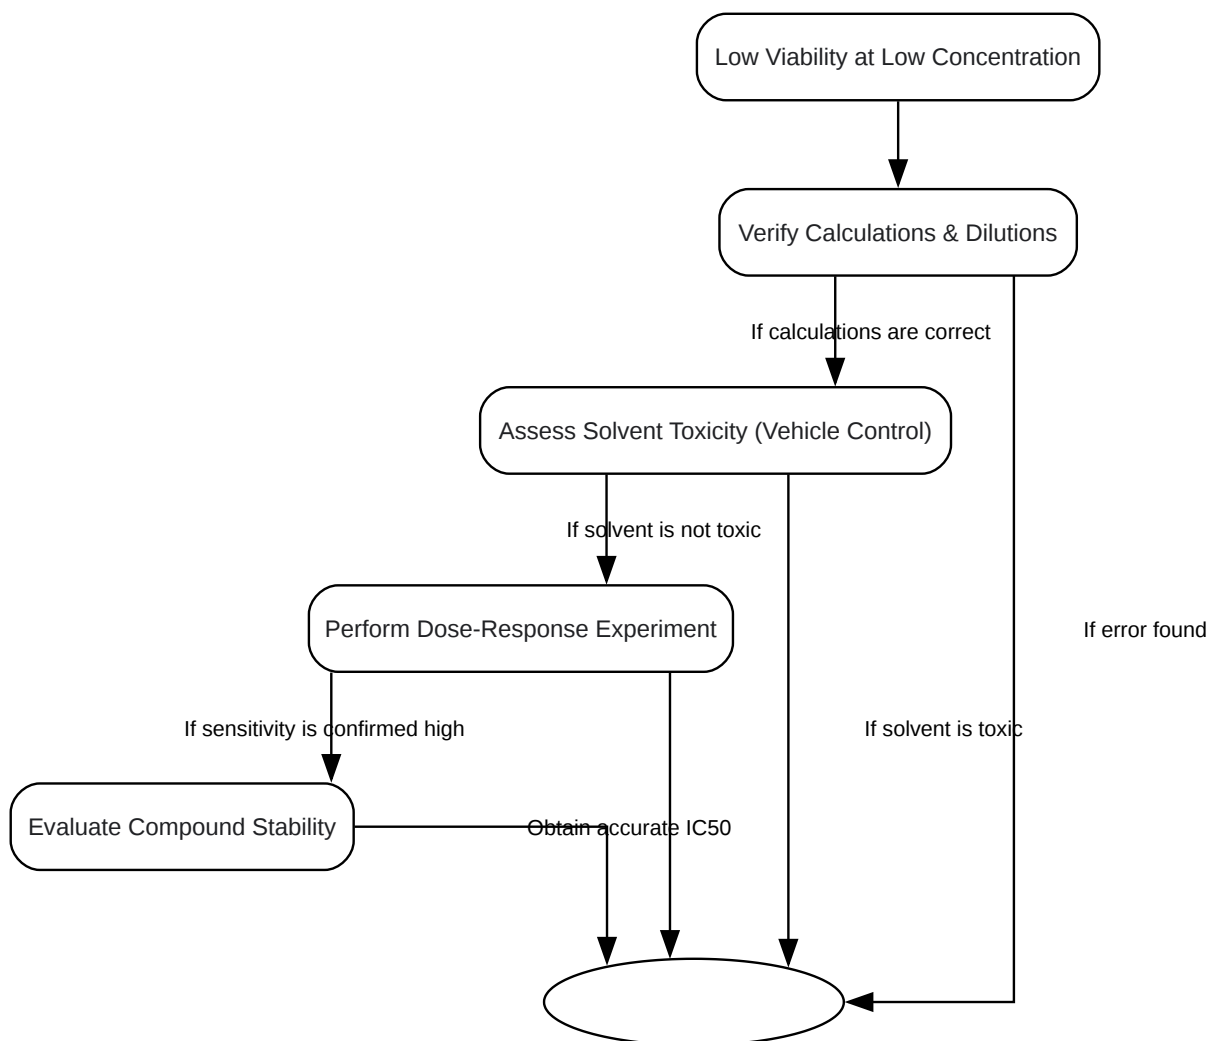 Low Viability at Low Concentration
Verify Calculations & Dilutions
If calculations are correct
Assess Solvent Toxicity (Vehicle Control)
If solvent is not toxic
Perform Dose-Response Experiment
If error found
If sensitivity is confirmed high
If solvent is toxic
Evaluate Compound Stability
Obtain accurate IC50